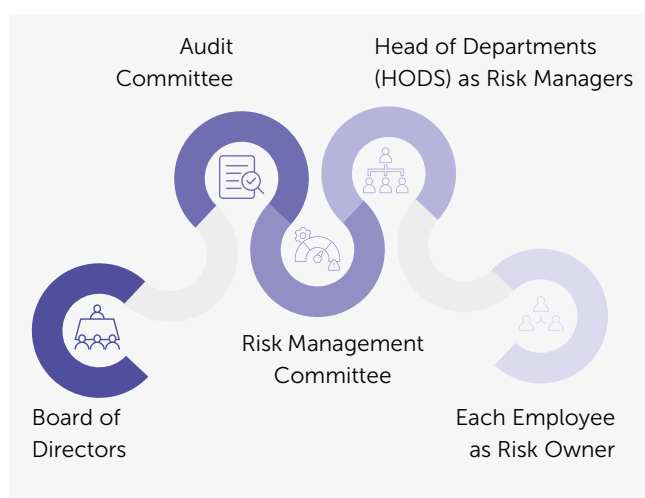 Audit
Committee
Head of Departments
(HODS) as Risk Managers
Risk Management
Committee
Board of
Directors
Each Employee
as Risk Owner